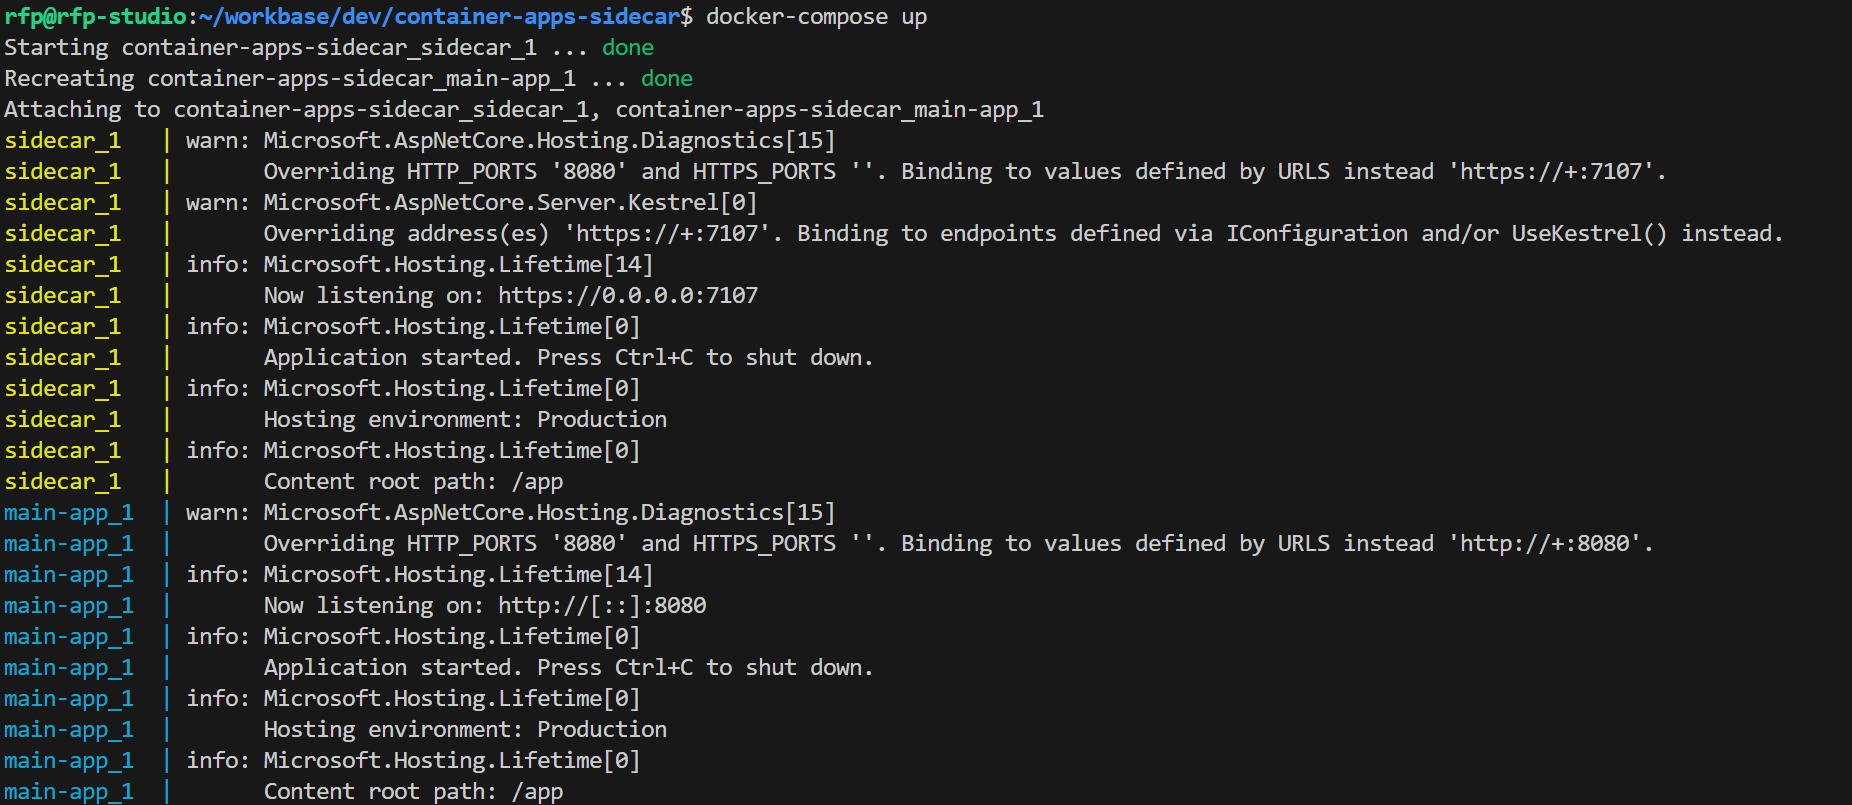 rfp@rfp-studio:~/workbase/dev/container-apps-sidecar$ docker-compose up
Starting container-apps-sidecar_sidecar_1 ... done
Recreating container-apps-sidecar_main-app_1 ... done
Attaching to container-apps-sidecar_sidecar_1, container-apps-sidecar_main-app_1
sidecar_1   | warn: Microsoft.AspNetCore.Hosting.Diagnostics[15]
sidecar_1   |       Overriding HTTP_PORTS '8080' and HTTPS_PORTS ''. Binding to values defined by URLS instead 'https://+:7107'.
sidecar_1   | warn: Microsoft.AspNetCore.Server.Kestrel[0]
sidecar_1   |       Overriding address(es) 'https://+:7107'. Binding to endpoints defined via IConfiguration and/or UseKestrel() instead.
sidecar_1   | info: Microsoft.Hosting.Lifetime[14]
sidecar_1   |       Now listening on: https://0.0.0.0:7107
sidecar_1   | info: Microsoft.Hosting.Lifetime[0]
sidecar_1   |       Application started. Press Ctrl+C to shut down.
sidecar_1   | info: Microsoft.Hosting.Lifetime[0]
sidecar_1   |       Hosting environment: Production
sidecar_1   | info: Microsoft.Hosting.Lifetime[0]
sidecar_1   |       Content root path: /app
main-app_1  | warn: Microsoft.AspNetCore.Hosting.Diagnostics[15]
main-app_1  |       Overriding HTTP_PORTS '8080' and HTTPS_PORTS ''. Binding to values defined by URLS instead 'http://+:8080'.
main-app_1  | info: Microsoft.Hosting.Lifetime[14]
main-app_1  |       Now listening on: http://[::]:8080
main-app_1  | info: Microsoft.Hosting.Lifetime[0]
main-app_1  |       Application started. Press Ctrl+C to shut down.
main-app_1  | info: Microsoft.Hosting.Lifetime[0]
main-app_1  |       Hosting environment: Production
main-app_1  | info: Microsoft.Hosting.Lifetime[0]
main-app_1  |       Content root path: /app